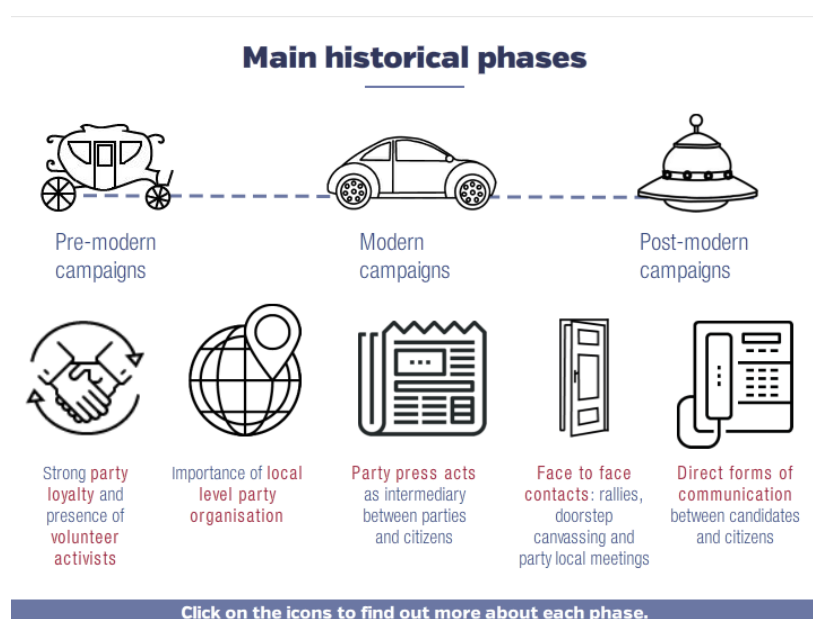 Main historical phases
Pre-modern
campaigns
Modern
campaigns
Post-modern
campaigns
Strong party
loyalty and
presence of
volunteer
activists
Importance of local
level party
organisation
Party press acts
as intermediary
between parties
and citizens
Face to face
contacts: rallies,
doorstep
canvassing and
party local meetings
Direct forms of
communication
between candidates
and citizens
Click on the icons to find out more about each phase.